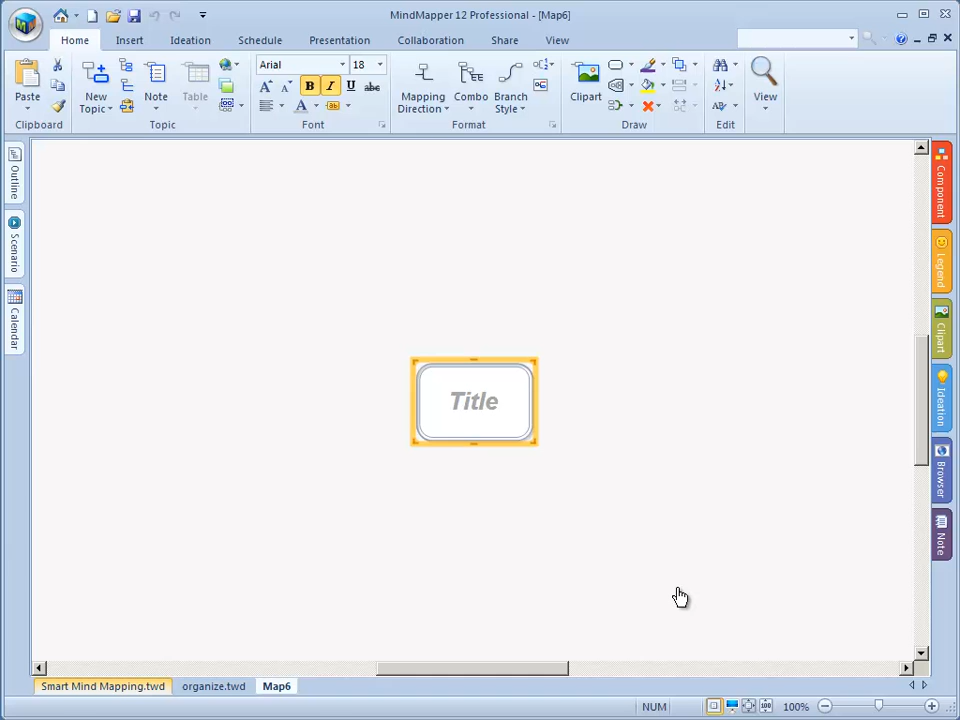 MindMapper 12 Professional - [Map6]
Home Insert Ideation Schedule Presentation Collaboration Share View
Arial 18
Paste
New Topic
Note
Table
B I U abc
A ab
Mapping Direction
Combo
Branch Style
Clipart
View
Clipboard Topic Font Format Draw Edit
Outline
Scenario
Calendar
Title
Component
Legend
Clipart
Ideation
Browser
Note
Smart Mind Mapping.twd organize.twd Map6
NUM 100%